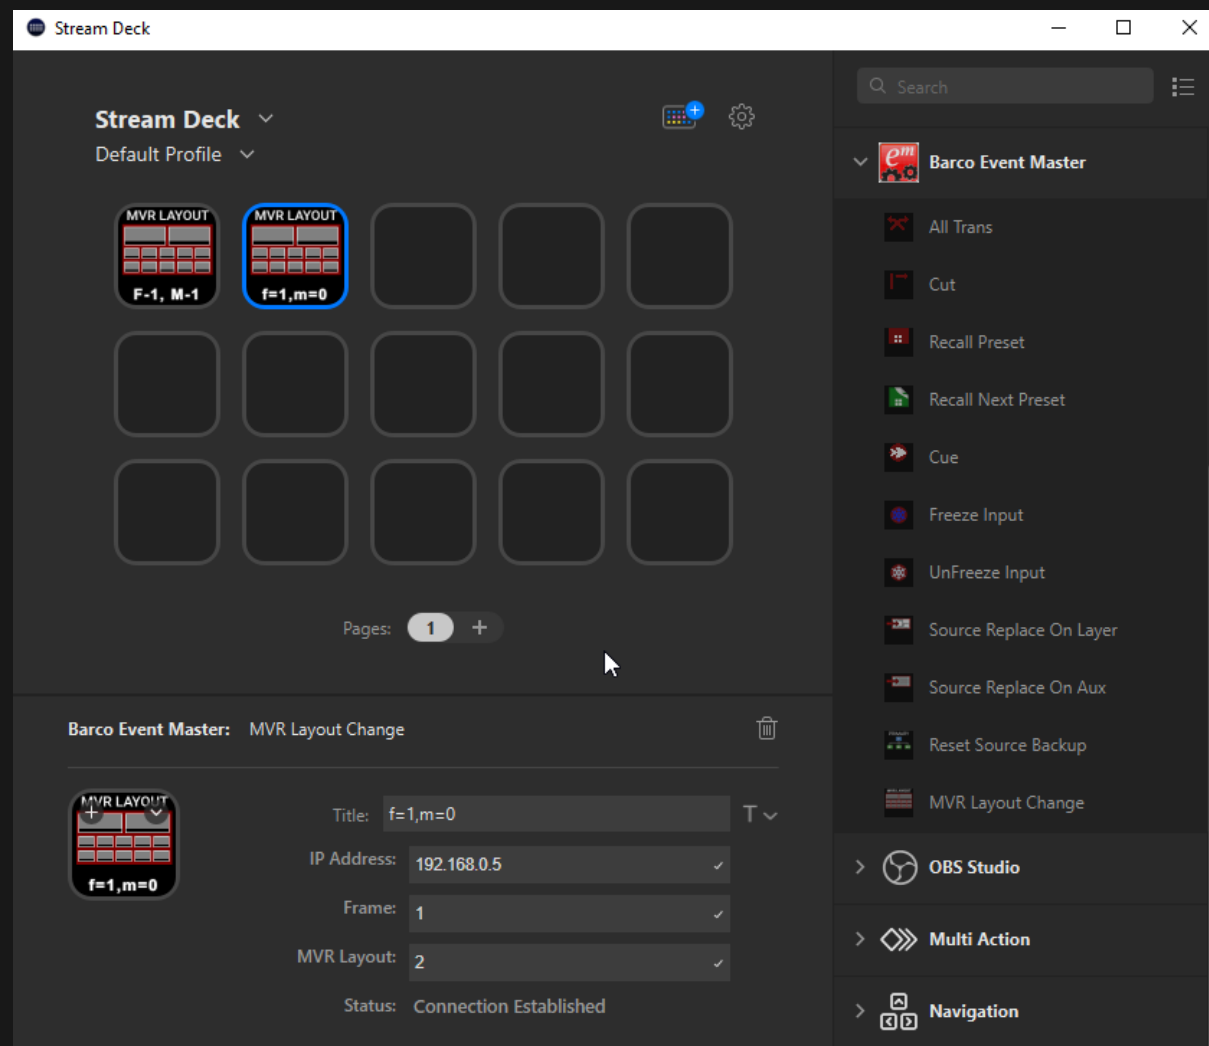 Stream Deck
Search
Stream Deck
Default Profile
em
Barco Event Master
MVR LAYOUT
F-1, M-1
MVR LAYOUT
f=1,m=0
All Trans
Cut
Recall Preset
Recall Next Preset
Cue
Freeze Input
UnFreeze Input
Source Replace On Layer
Source Replace On Aux
Reset Source Backup
MVR Layout Change
OBS Studio
Multi Action
Navigation
Pages: 1 +
Barco Event Master: MVR Layout Change
MVR LAYOUT
f=1,m=0
Title: f=1,m=0
T
IP Address: 192.168.0.5
Frame: 1
MVR Layout: 2
Status: Connection Established